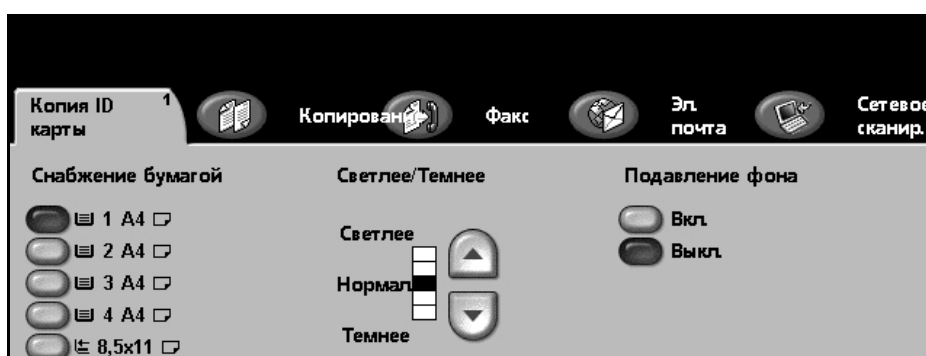 Копия ID карты 1
Копирование
Факс
Эл. почта
Сетевое сканир.
Снабжение бумагой
1 A4
2 A4
3 A4
4 A4
8,5x11
Светлее/Темнее
Светлее
Нормал.
Темнее
Подавление фона
Вкл.
Выкл.